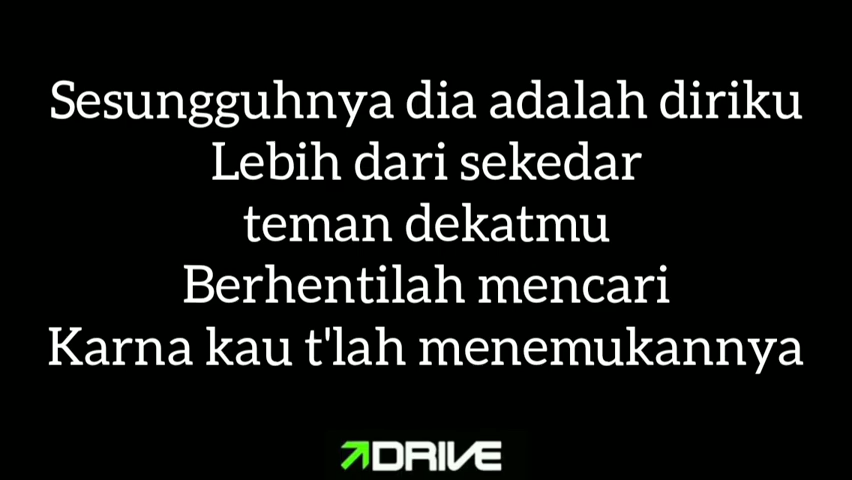 Sesungguhnya dia adalah diriku
Lebih dari sekedar
teman dekatmu
Berhentilah mencari
Karna kau t'lah menemukannya
DRIVE